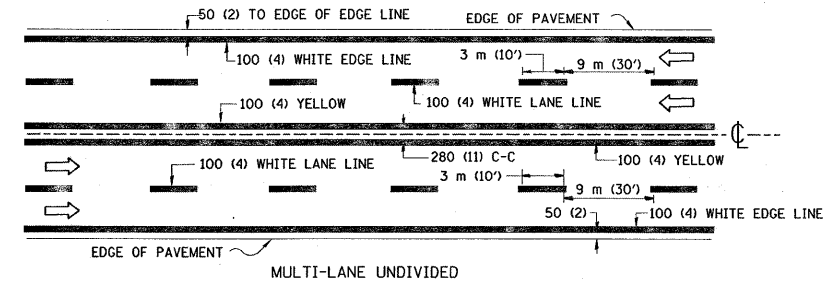 50 (2) TO EDGE OF EDGE LINE
EDGE OF PAVEMENT
100 (4) WHITE EDGE LINE
3 m (10')
9 m (30')
100 (4) YELLOW
100 (4) WHITE LANE LINE
CL
100 (4) WHITE LANE LINE
280 (11) C-C
100 (4) YELLOW
3 m (10')
9 m (30')
50 (2)
100 (4) WHITE EDGE LINE
EDGE OF PAVEMENT
MULTI-LANE UNDIVIDED